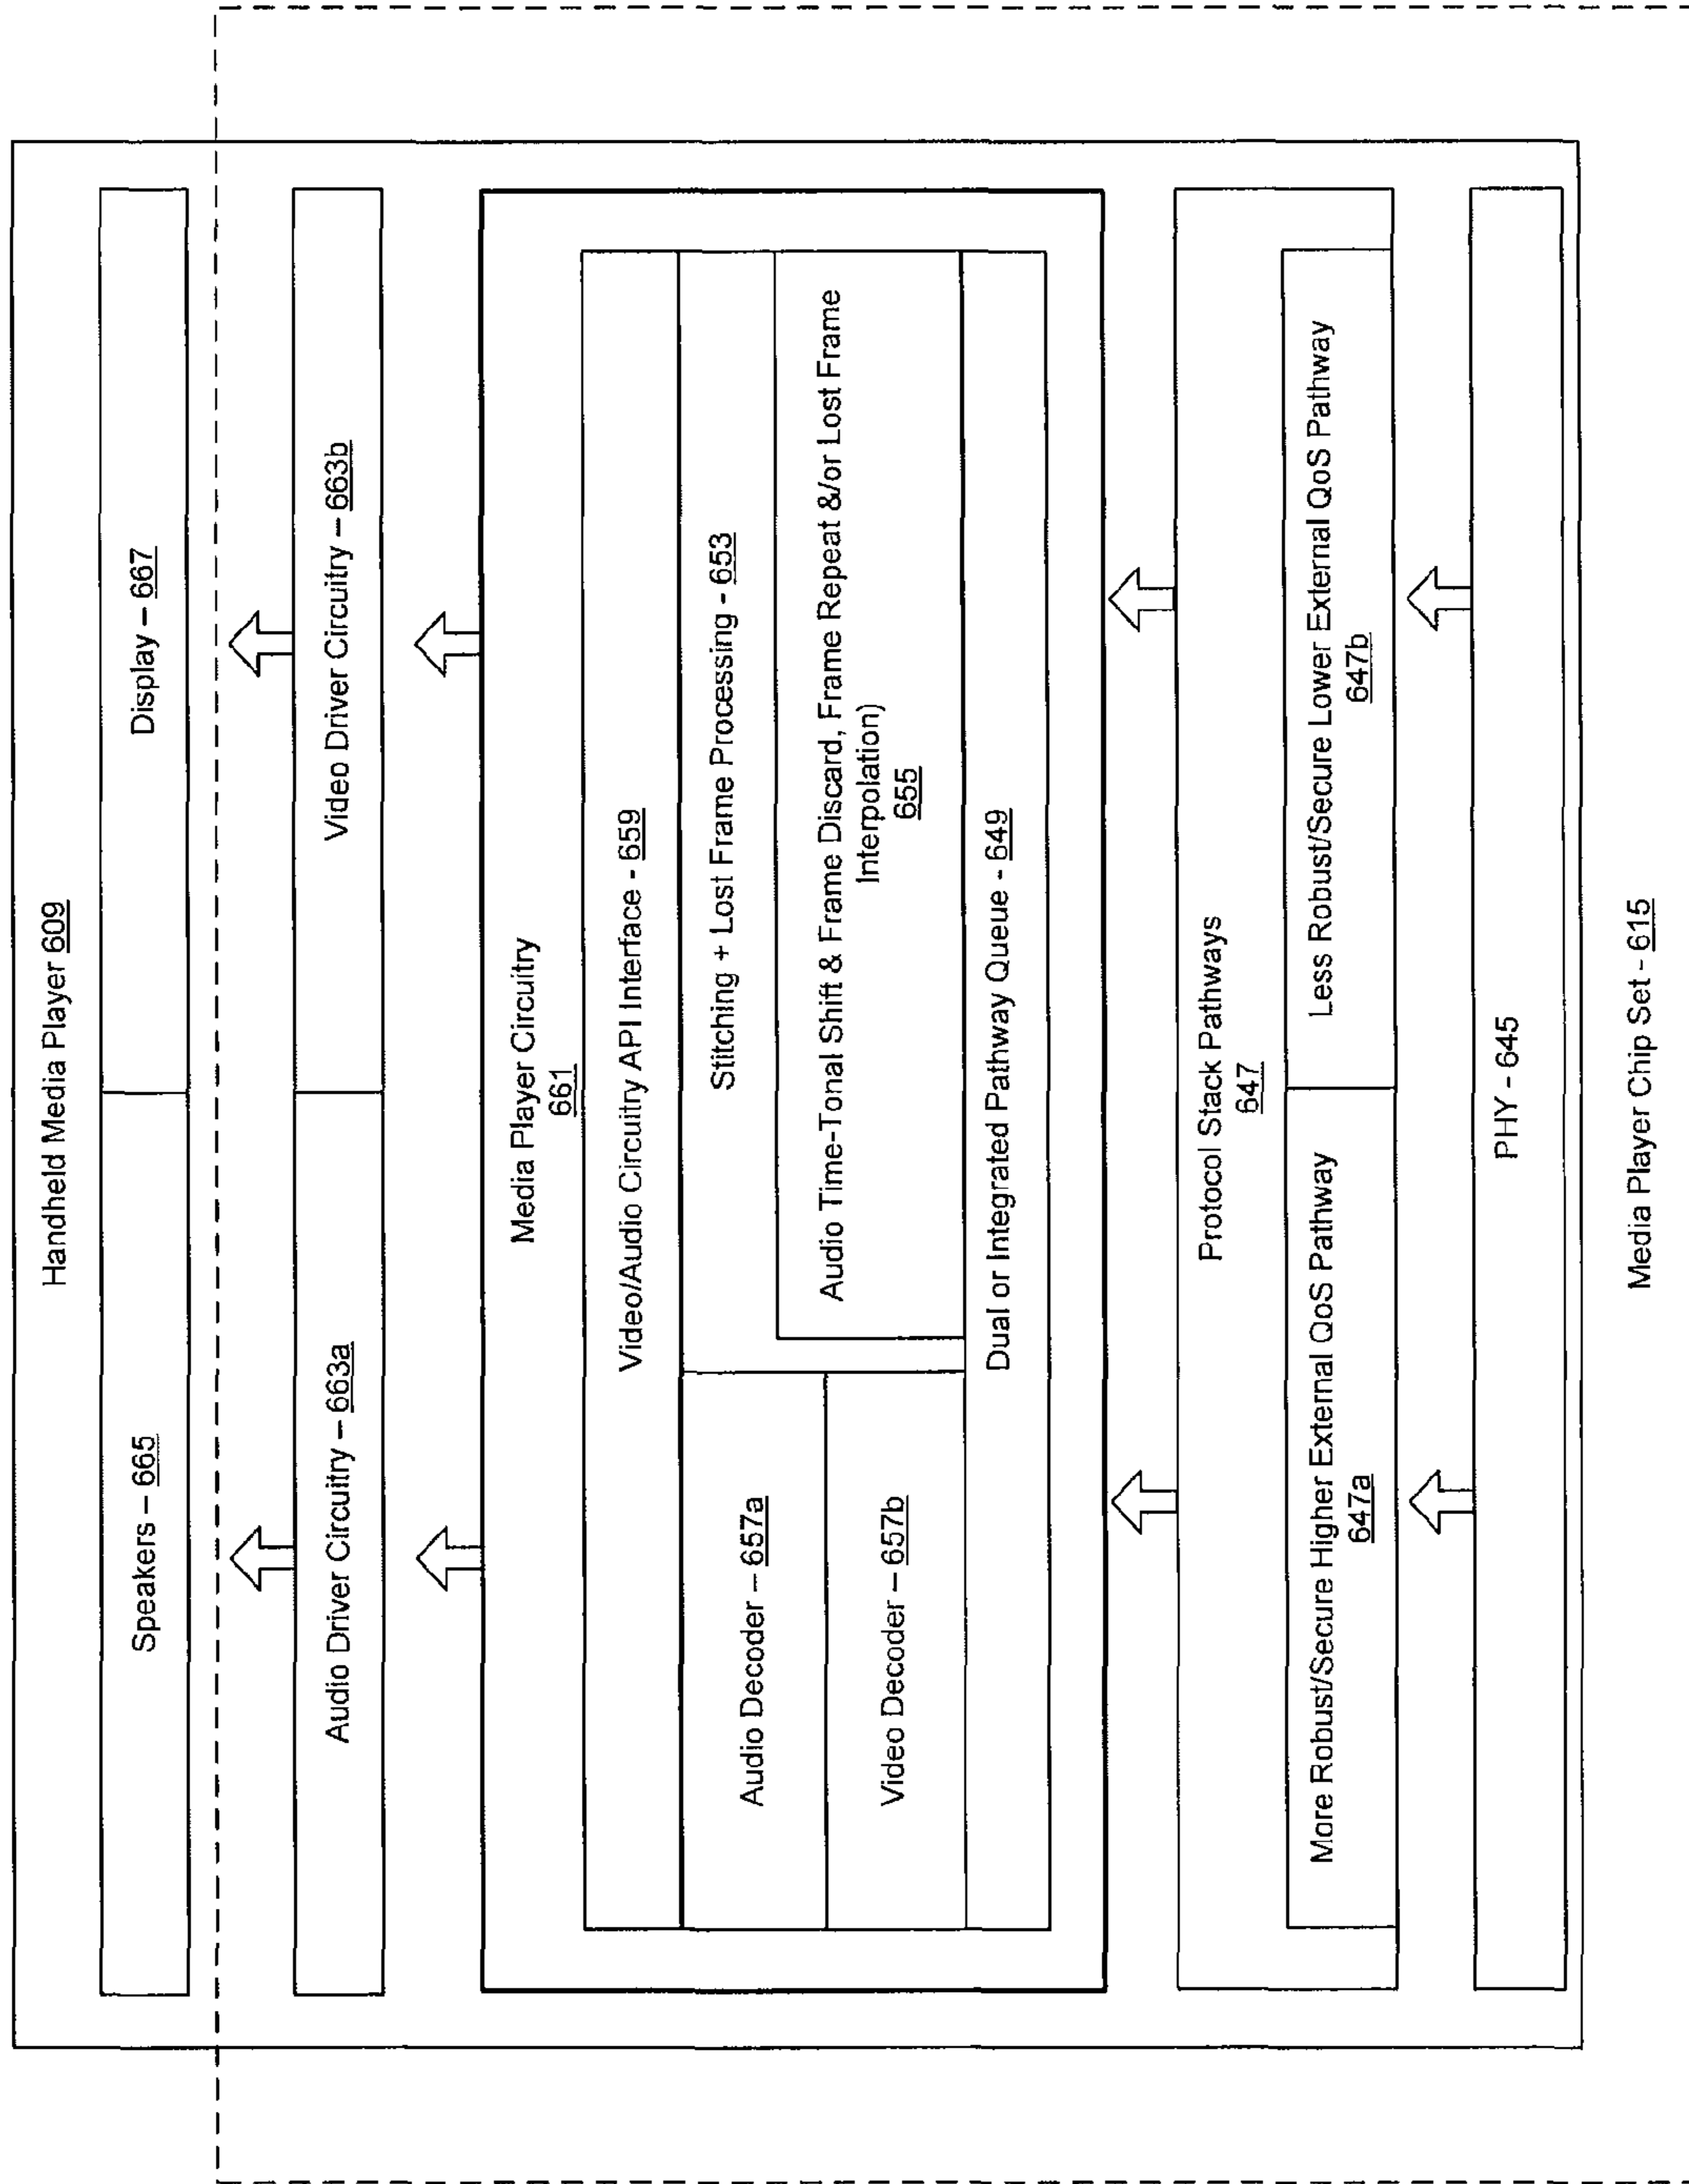 Handheld Media Player 609
Speakers – 665
Display – 667
Audio Driver Circuitry – 663a
Video Driver Circuitry – 663b
Media Player Circuitry
661
Video/Audio Circuitry API Interface - 659
Audio Decoder – 657a
Video Decoder – 657b
Stitching + Lost Frame Processing - 653
Audio Time-Tonal Shift & Frame Discard, Frame Repeat &/or Lost Frame
Interpolation)
655
Dual or Integrated Pathway Queue - 649
Protocol Stack Pathways
647
More Robust/Secure Higher External QoS Pathway
647a
Less Robust/Secure Lower External QoS Pathway
647b
PHY - 645
Media Player Chip Set - 615